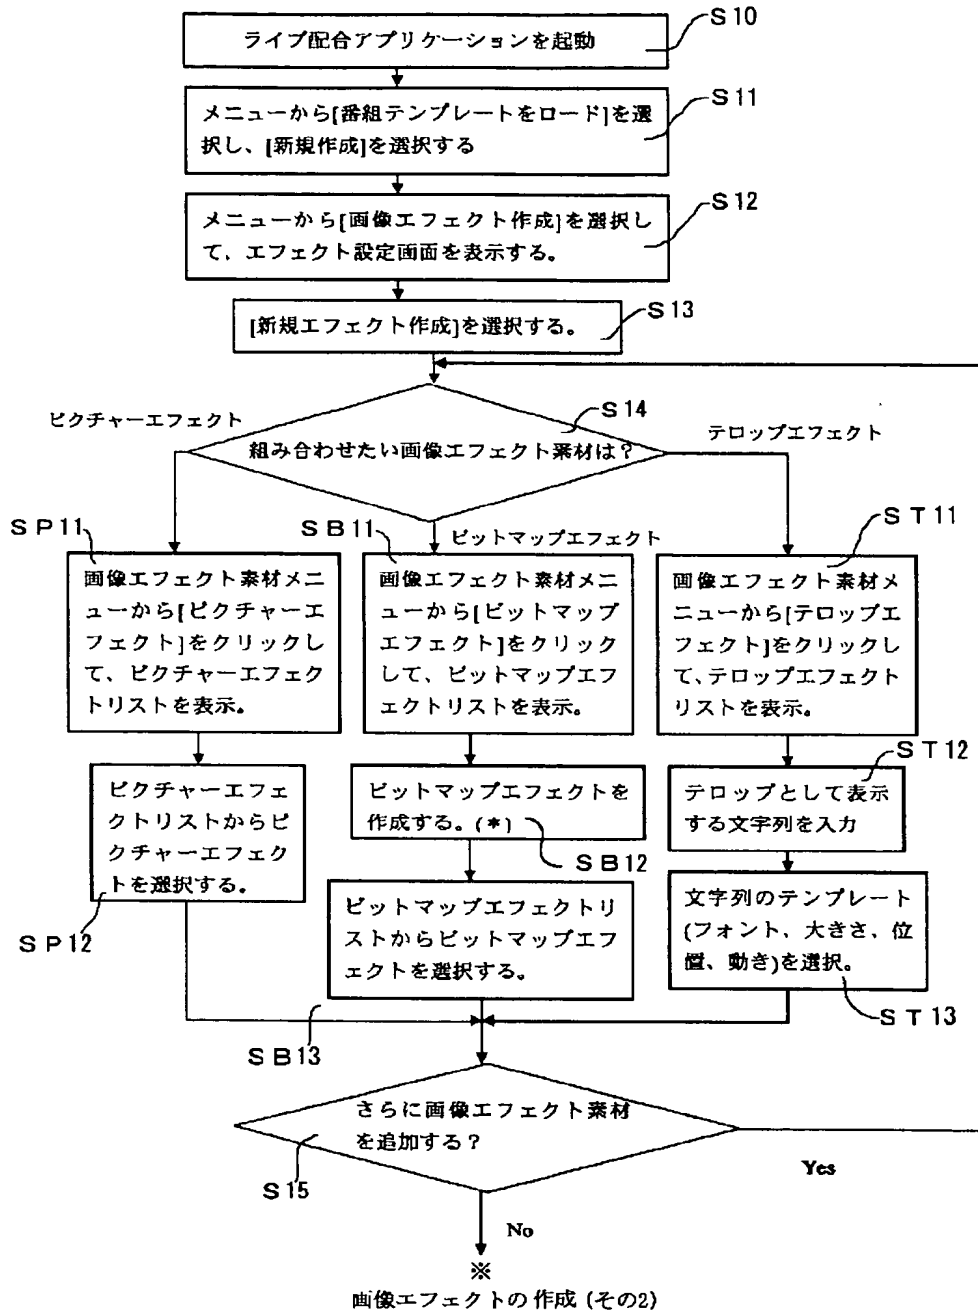 ライブ配合アプリケーションを起動
S10
メニューから[番組テンプレートをロード]を選
択し、[新規作成]を選択する
S11
メニューから[画像エフェクト作成]を選択し
て、エフェクト設定画面を表示する。
S12
[新規エフェクト作成]を選択する。
S13
ピクチャーエフェクト
S14
テロップエフェクト
組み合わせたい画像エフェクト素材は？
SP11
SB11
ビットマップエフェクト
ST11
画像エフェクト素材メニ
ューから[ピクチャーエ
フェクト]をクリックし
て、ピクチャーエフェク
トリストを表示。
画像エフェクト素材メニ
ューから[ビットマップ
エフェクト]をクリック
して、ビットマップエフ
ェクトリストを表示。
画像エフェクト素材メ
ニューから[テロップエ
フェクト]をクリックし
て、テロップエフェクト
リストを表示。
ピクチャーエフェ
クトリストからピ
クチャーエフェク
トを選択する。
SP12
ビットマップエフェクトを
作成する。(*)
SB12
ビットマップエフェクトリ
ストからビットマップエフ
ェクトを選択する。
SB13
ST12
テロップとして表示
する文字列を入力
文字列のテンプレート
(フォント、大きさ、位
置、動き)を選択。
ST13
さらに画像エフェクト素材
を追加する？
S15
Yes
No
※
画像エフェクトの作成 (その2)